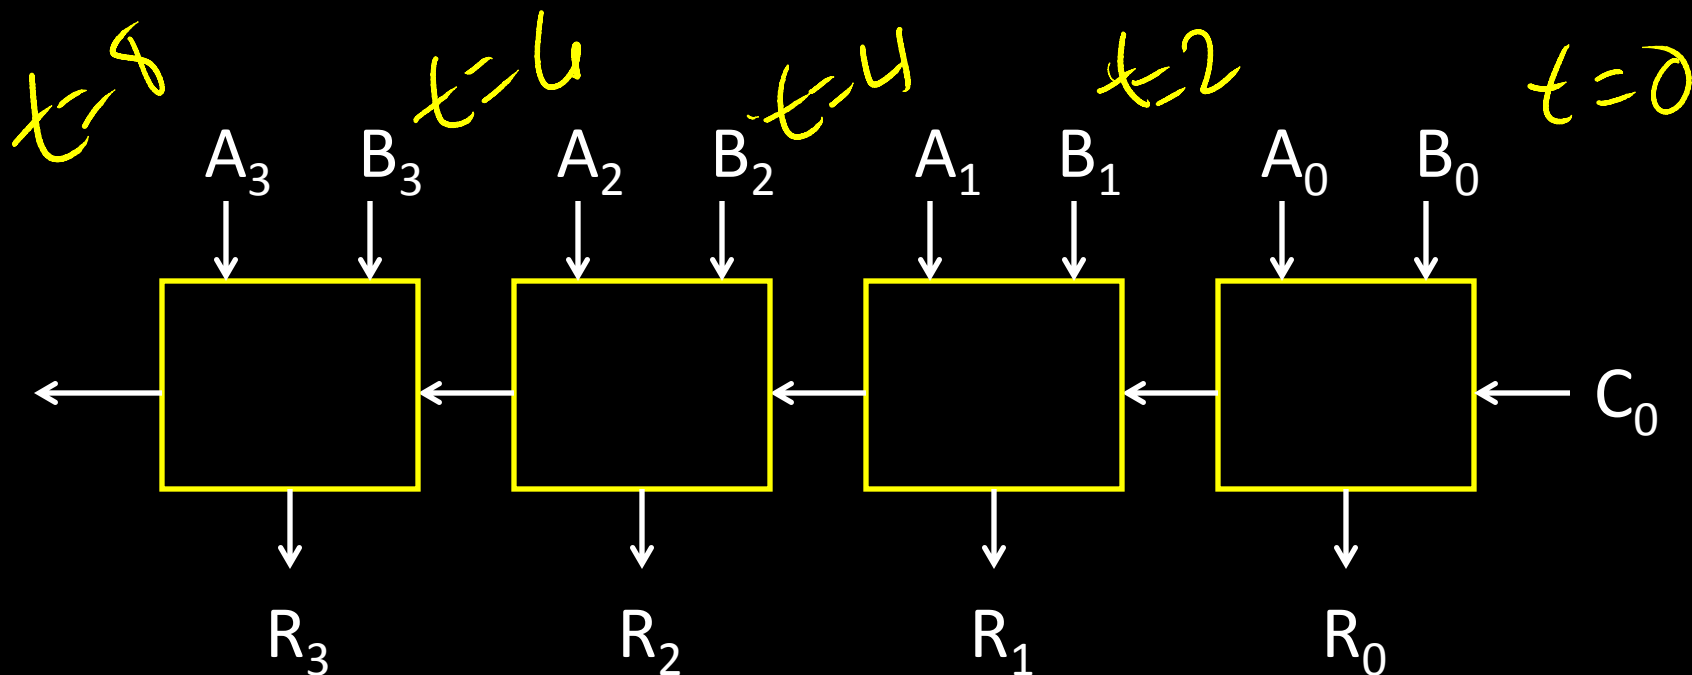 t=8 t=6 t=4 t=2 t=0
A₃ B₃ A₂ B₂ A₁ B₁ A₀ B₀
C₀
R₃ R₂ R₁ R₀